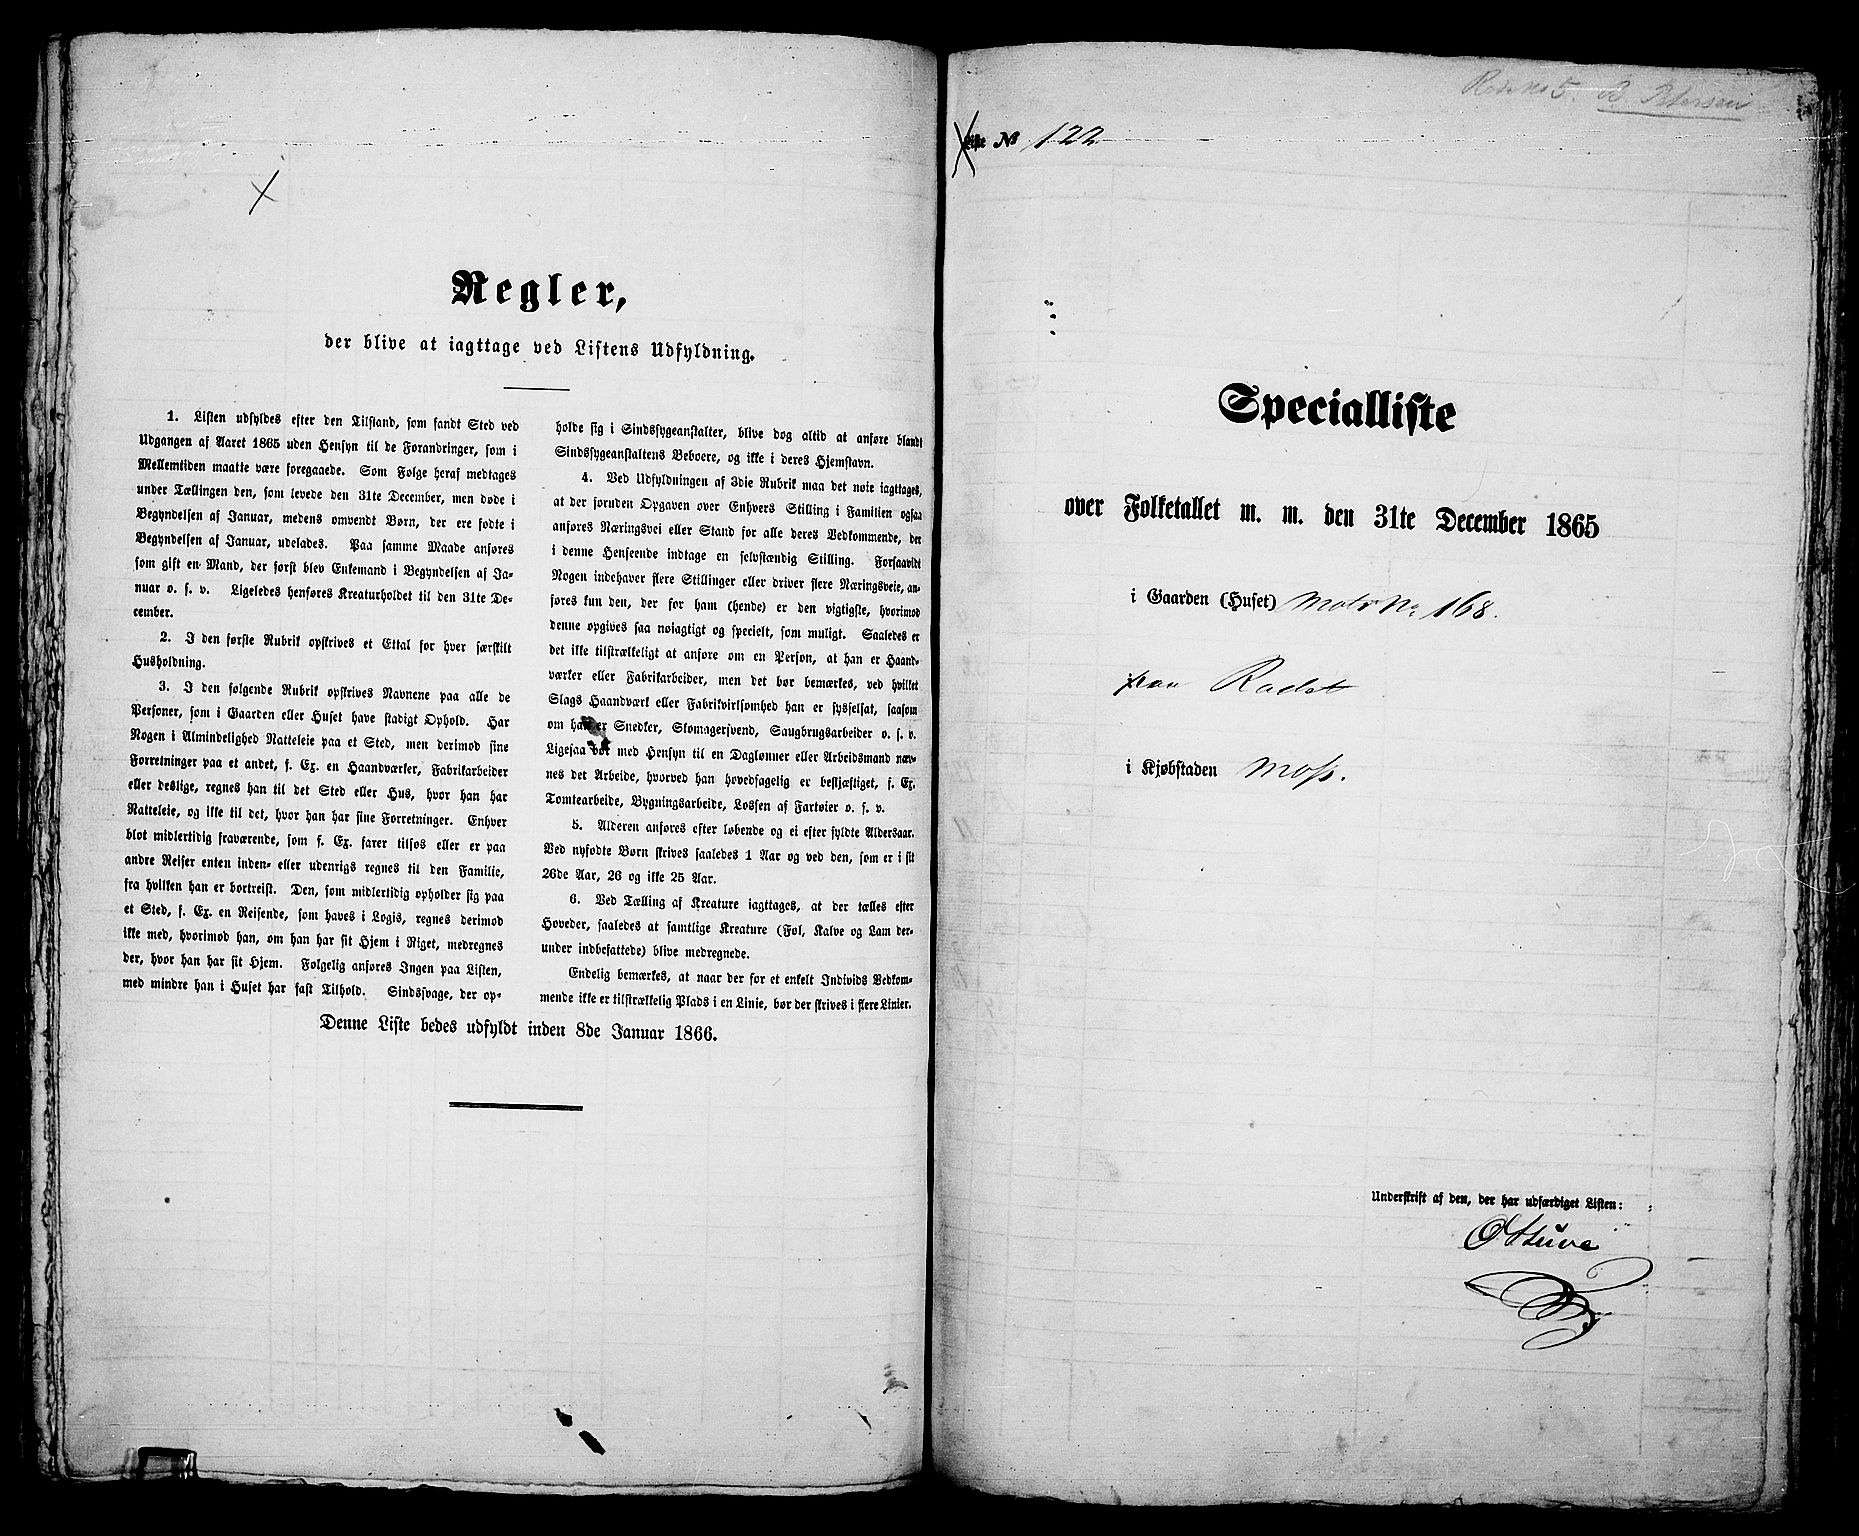 Regler,
der blive at iagttage ved Listens Udfyldning.
1. Listen udfyldes efter den Tilstand, som fandt Sted ved
Udgangen af Aaret 1865 uden Hensyn til de Forandringer, som i
Mellemtiden maatte være foregaaede. Som Følge heraf medtages
under Tællingen den, som levede den 31te December, men døde i
Begyndelsen af Januar, medens omvendt Børn, der ere fødte i
Begyndelsen af Januar, udelades. Paa samme Maade anføres
som gift en Mand, der først blev Enkemand i Begyndelsen af Ja-
nuar o. s. v. Ligeledes henføres Kreaturholdet til den 31te De-
cember.
2. I den første Rubrik opskrives et Ettal for hver særskilt
Husholdning.
3. I den følgende Rubrik opskrives Navnene paa alle de
Personer, som i Gaarden eller Huset have stadigt Ophold. Har
Nogen i Almindelighed Natteleie paa et Sted, men derimod sine
Forretninger paa et andet, f. Ex. en Haandværker, Fabrikarbeider
eller deslige, regnes han til det Sted eller Hus, hvor han har
Natteleie, og ikke til det, hvor han har sine Forretninger. Enhver
blot midlertidig fraværende, som f. Ex. farer tilsøs eller er paa
andre Reiser enten inden- eller udenrigs regnes til den Familie,
fra hvilken han er bortreist. Den, som midlertidig opholder sig paa
et Sted, f. Ex. en Reisende, som haves i Logis, regnes derimod
ikke med, hvorimod han, om han har sit Hjem i Riget, medregnes
der, hvor han har sit Hjem. Følgelig anføres Ingen paa Listen,
med mindre han i Huset har fast Tilhold. Sindssvage, der op-
holde sig i Sindssygeanstalter, blive dog altid at anføre blandt
Sindssygeanstaltens Beboere, og ikke i deres Hjemstavn.
4. Ved Udfyldningen af 3die Rubrik maa det nøie iagttages,
at der foruden Opgaven over Enhvers Stilling i Familien ogsaa
anføres Næringsvei eller Stand for alle deres Vedkommende, der
i denne Henseende indtage en selvstændig Stilling. Forsaavidt
Nogen indehaver flere Stillinger eller driver flere Næringsveie, an-
føres kun den, der for ham (hende) er den vigtigste, hvorimod
denne opgives saa nøiagtigt og specielt, som muligt. Saaledes er
det ikke tilstrækkeligt at anføre om en Person, at han er Haand-
værker eller Fabrikarbeider, men det bør bemærkes, ved hvilket
Slags Haandværk eller Fabrikvirksomhed han er sysselsat, saasom
om han er Snedker, Skomagersvend, Saugbrugsarbeider o. s. v.
Ligesaa bør med Hensyn til en Daglønner eller Arbeidsmand næv-
nes det Arbeide, hvorved han hovedsagelig er beskjæftiget, f. Ex.
Tomtearbeide, Bygningsarbeide, Lossen af Fartøier o. s. v.
5. Alderen anføres efter løbende og ei efter fyldte Aldersaar.
Ved nyfødte Børn skrives saaledes 1 Aar og ved den, som er i sit
26de Aar, 26 og ikke 25 Aar.
6. Ved Tælling af Kreature iagttages, at der tælles efter
Hoveder, saaledes at samtlige Kreature (Føl, Kalve og Lam der-
under indbefattede) blive medregnede.
Endelig bemærkes, at naar der for et enkelt Individs Vedkom-
mende ikke er tilstrækkelig Plads i en Linie, bør der skrives i flere Linier.
Denne Liste bedes udfyldt inden 8de Januar 1866.
Rode No 5. Petersen
Liste № 122
Specialliste
over Folketallet m. m. den 31te December 1865
i Gaarden (Huset) Matr No 168.
paa
i Kjøbstaden Moss.
Underskrift af den, der har udfærdiget Listen: